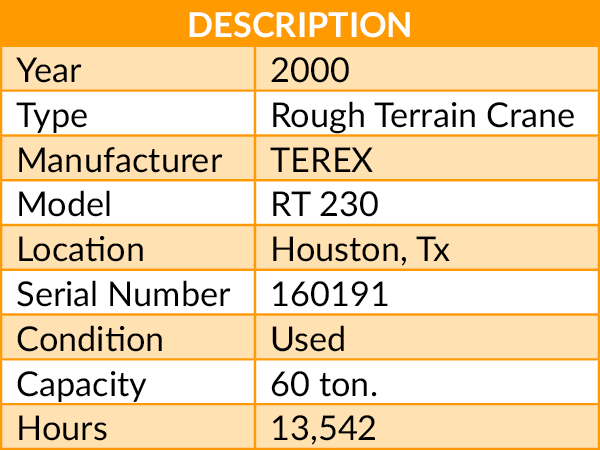 DESCRIPTION
Year 2000
Type Rough Terrain Crane
Manufacturer TEREX
Model RT 230
Location Houston, Tx
Serial Number 160191
Condition Used
Capacity 60 ton.
Hours 13,542